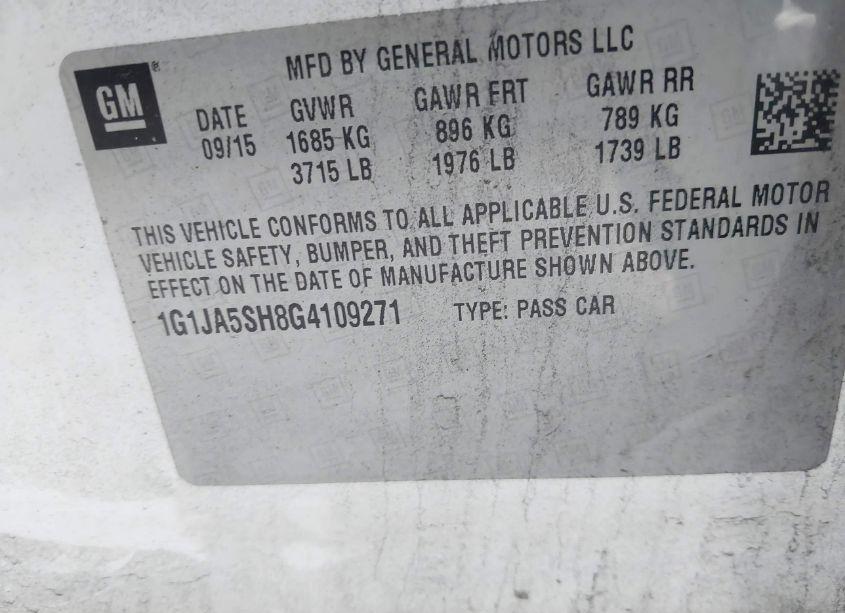 MFD BY GENERAL MOTORS LLC
GM
DATE GVWR GAWR FRT GAWR RR
09/15 1685 KG 896 KG 789 KG
3715 LB 1976 LB 1739 LB
THIS VEHICLE CONFORMS TO ALL APPLICABLE U.S. FEDERAL MOTOR
VEHICLE SAFETY, BUMPER, AND THEFT PREVENTION STANDARDS IN
EFFECT ON THE DATE OF MANUFACTURE SHOWN ABOVE.
1G1JA5SH8G4109271 TYPE: PASS CAR